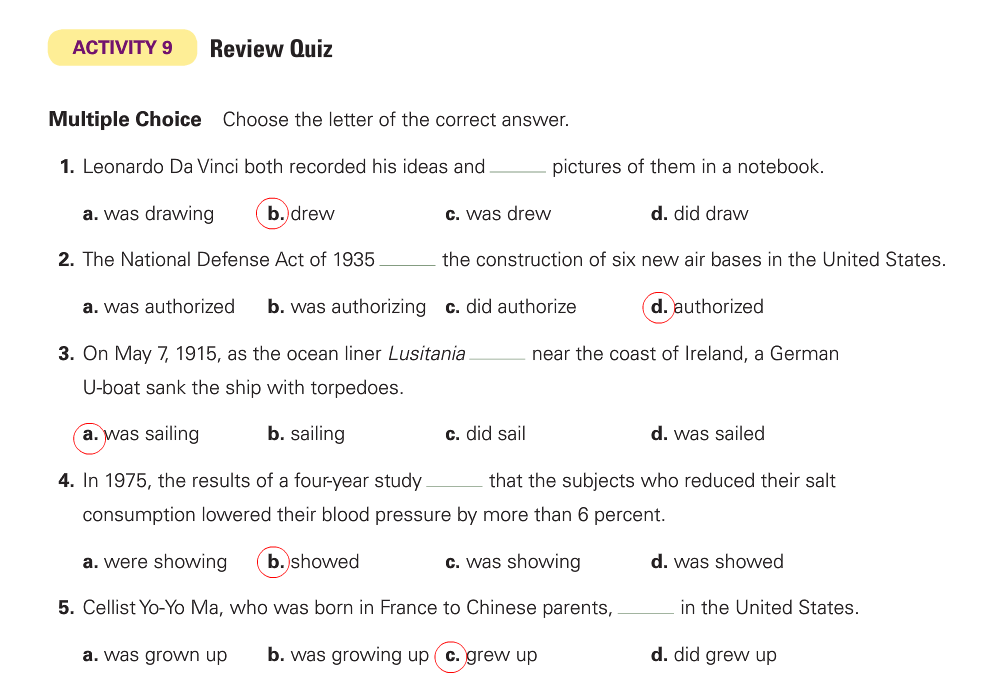 ACTIVITY 9 Review Quiz
Multiple Choice Choose the letter of the correct answer.
1. Leonardo Da Vinci both recorded his ideas and _____ pictures of them in a notebook.
a. was drawing b. drew c. was drew d. did draw
2. The National Defense Act of 1935 _____ the construction of six new air bases in the United States.
a. was authorized b. was authorizing c. did authorize d. authorized
3. On May 7, 1915, as the ocean liner Lusitania _____ near the coast of Ireland, a German
U-boat sank the ship with torpedoes.
a. was sailing b. sailing c. did sail d. was sailed
4. In 1975, the results of a four-year study _____ that the subjects who reduced their salt
consumption lowered their blood pressure by more than 6 percent.
a. were showing b. showed c. was showing d. was showed
5. Cellist Yo-Yo Ma, who was born in France to Chinese parents, _____ in the United States.
a. was grown up b. was growing up c. grew up d. did grew up